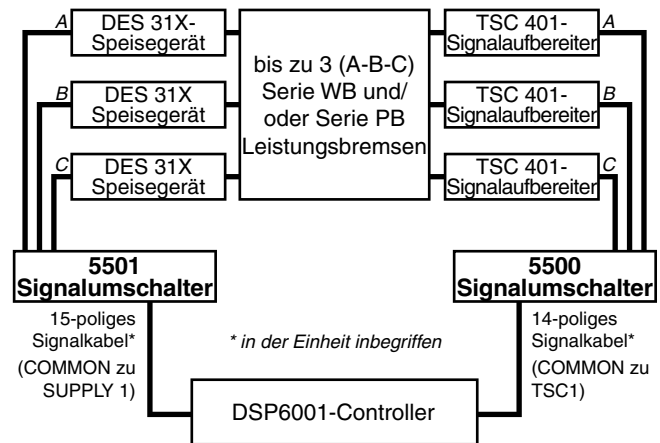 A
DES 31X-
Speisegerät
B
DES 31X
Speisegerät
C
DES 31X
Speisegerät
bis zu 3 (A-B-C)
Serie WB und/
oder Serie PB
Leistungsbremsen
TSC 401-
Signalaufbereiter
A
TSC 401-
Signalaufbereiter
B
TSC 401-
Signalaufbereiter
C
5501
Signalumschalter
5500
Signalumschalter
15-poliges
Signalkabel*
(COMMON zu
SUPPLY 1)
* in der Einheit inbegriffen
14-poliges
Signalkabel*
(COMMON zu
TSC1)
DSP6001-Controller